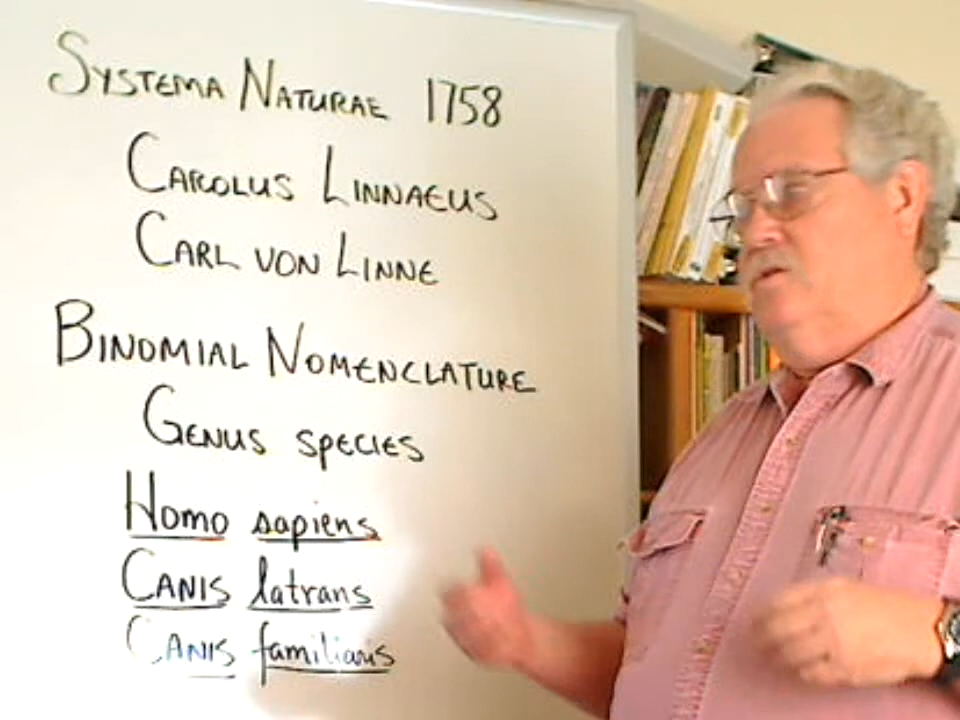 SYSTEMA NATURAE 1758
CAROLUS LINNAEUS
CARL VON LINNE
BINOMIAL NOMENCLATURE
GENUS SPECIES
Homo sapiens
CANIS latrans
CANIS familiaris